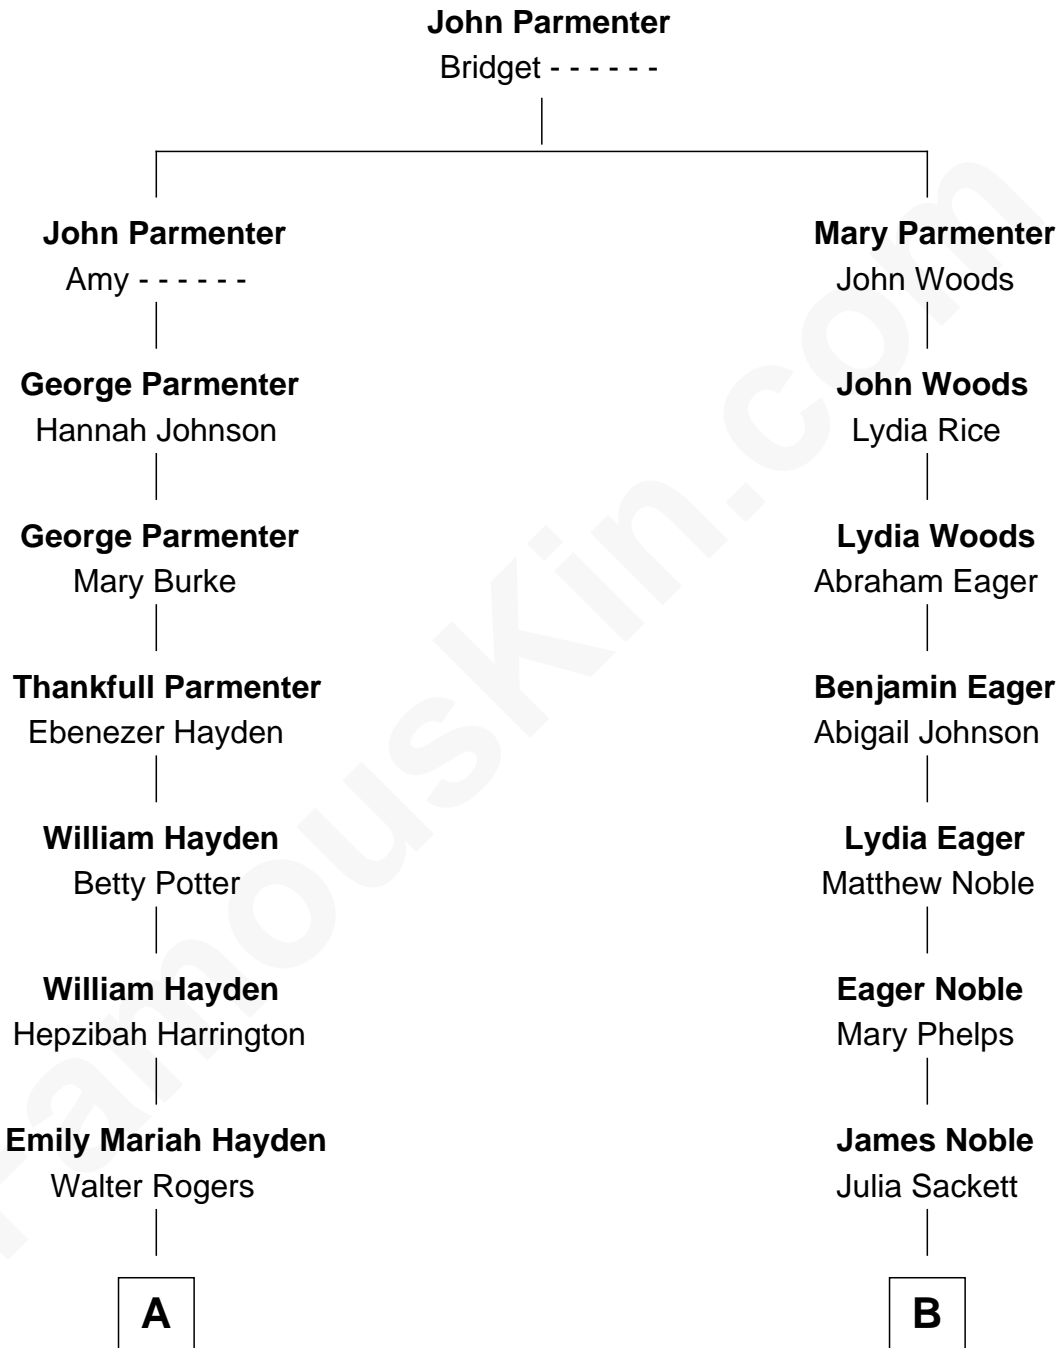 John Parmenter
Bridget - - - - - -
John Parmenter
Amy - - - - - -
George Parmenter
Hannah Johnson
George Parmenter
Mary Burke
Thankfull Parmenter
Ebenezer Hayden
William Hayden
Betty Potter
William Hayden
Hepzibah Harrington
Emily Mariah Hayden
Walter Rogers
A
Mary Parmenter
John Woods
John Woods
Lydia Rice
Lydia Woods
Abraham Eager
Benjamin Eager
Abigail Johnson
Lydia Eager
Matthew Noble
Eager Noble
Mary Phelps
James Noble
Julia Sackett
B
FamousKin.com